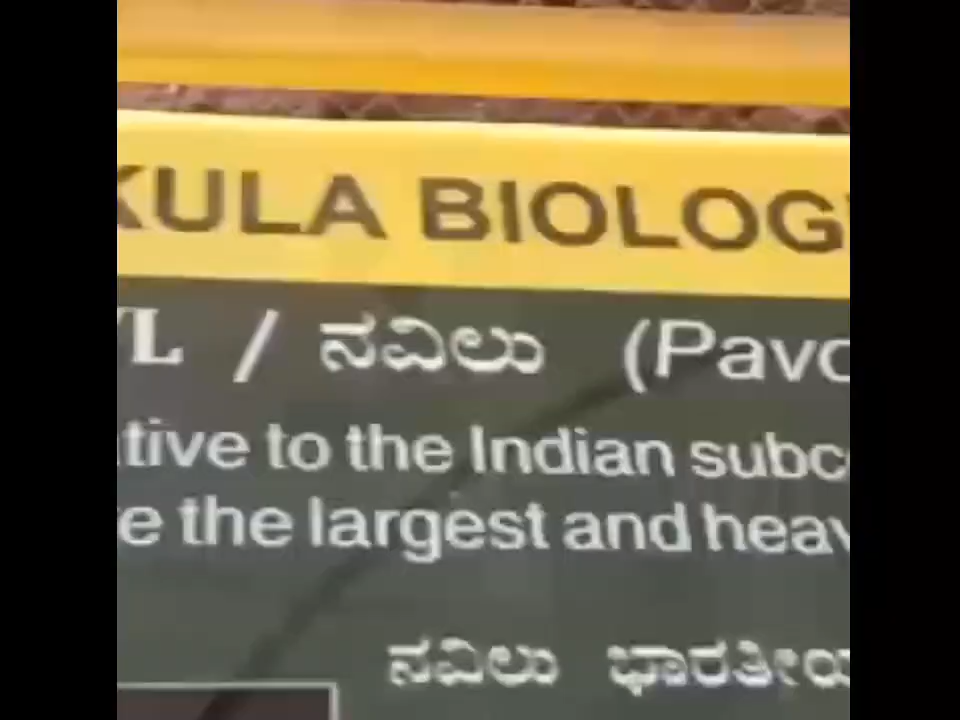 KULA BIOLOG
L / ನವಿಲು (Pavo
tive to the Indian subc
e the largest and heav
ನವಿಲು ಭಾರತೀಯ